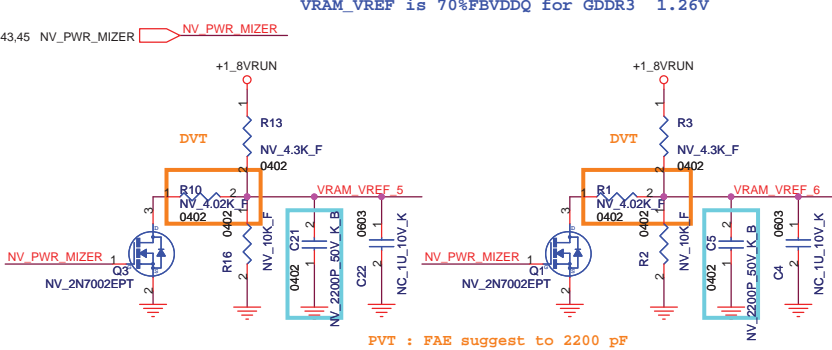 VRAM_VREF is 70%FBVDDQ for GDDR3 1.26V
43,45 NV_PWR_MIZER
NV_PWR_MIZER
+1_8VRUN
1
R13
NV_4.3K_F
0402
2
DVT
1
R10
2
NV_4.02K_F
0402
VRAM_VREF_5
3
NV_PWR_MIZER
1
Q3
NV_2N7002EPT
2
0402
R16
NV_10K_F
2
C21
1
0402
NV_2200P_50V_K_B
0603
2
1
C22
NC_1U_10V_K
+1_8VRUN
1
R3
NV_4.3K_F
0402
2
DVT
1
R1
2
NV_4.02K_F
0402
VRAM_VREF_6
3
NV_PWR_MIZER
1
Q1
NV_2N7002EPT
2
0402
R2
NV_10K_F
2
C5
1
0402
NV_2200P_50V_K_B
0603
2
1
C4
NC_1U_10V_K
PVT : FAE suggest to 2200 pF